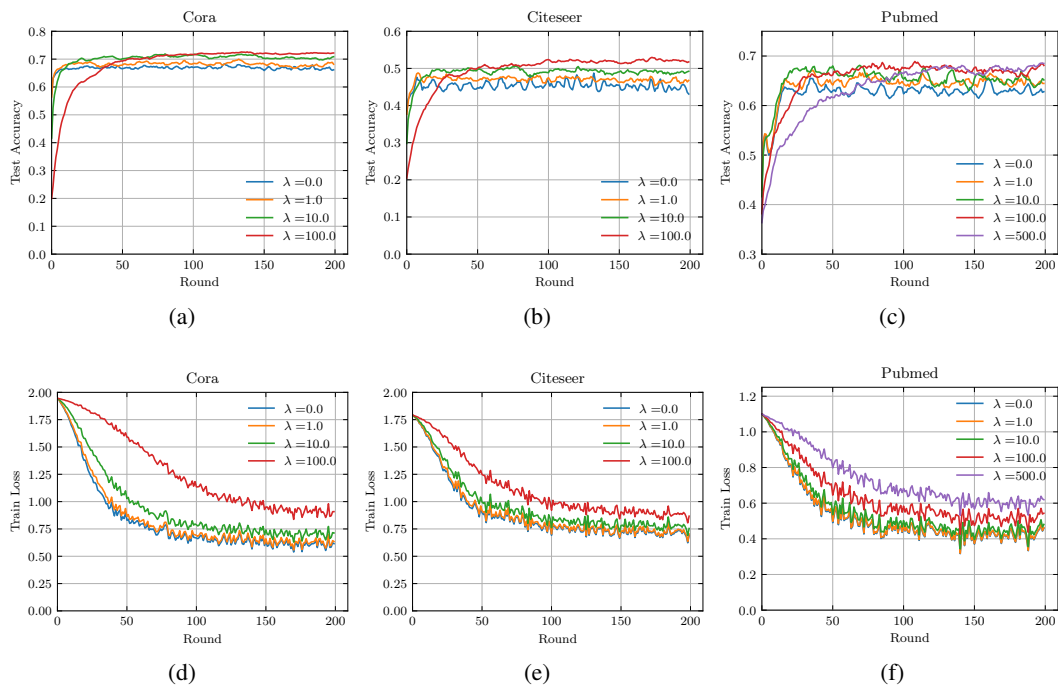 Cora
0.8
0.7
0.6
0.5
0.4
0.3
0.2
0.1
0.0
Test Accuracy
λ =0.0
λ =1.0
λ =10.0
λ =100.0
0 50 100 150 200
Round
(a)
Citeseer
0.6
0.5
0.4
0.3
0.2
0.1
0.0
Test Accuracy
λ =0.0
λ =1.0
λ =10.0
λ =100.0
0 50 100 150 200
Round
(b)
Pubmed
0.7
0.6
0.5
0.4
0.3
Test Accuracy
λ =0.0
λ =1.0
λ =10.0
λ =100.0
λ =500.0
0 50 100 150 200
Round
(c)
Cora
2.00
1.75
1.50
1.25
1.00
0.75
0.50
0.25
0.00
Train Loss
λ =0.0
λ =1.0
λ =10.0
λ =100.0
0 50 100 150 200
Round
(d)
Citeseer
2.00
1.75
1.50
1.25
1.00
0.75
0.50
0.25
0.00
Train Loss
λ =0.0
λ =1.0
λ =10.0
λ =100.0
0 50 100 150 200
Round
(e)
Pubmed
1.2
1.0
0.8
0.6
0.4
0.2
0.0
Train Loss
λ =0.0
λ =1.0
λ =10.0
λ =100.0
λ =500.0
0 50 100 150 200
Round
(f)